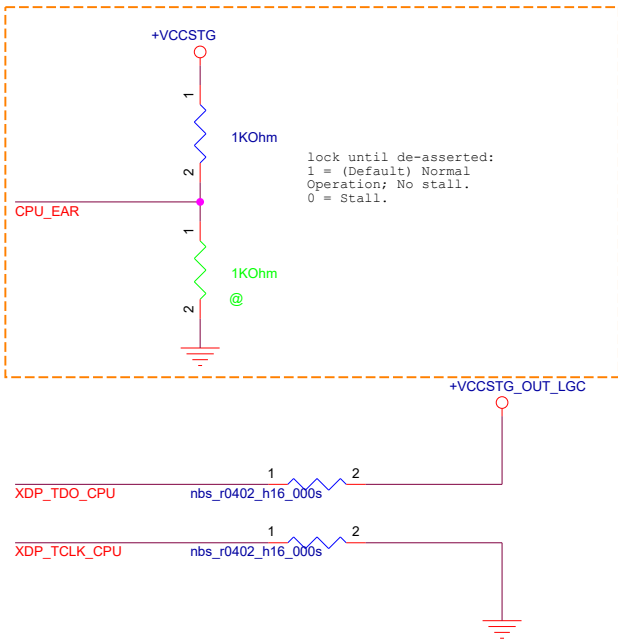 +VCCSTG
1
1KOhm
2
lock until de-asserted:
1 = (Default) Normal
Operation; No stall.
0 = Stall.
CPU_EAR
1
1KOhm
2
@
+VCCSTG_OUT_LGC
1 2
XDP_TDO_CPU nbs_r0402_h16_000s
1 2
XDP_TCLK_CPU nbs_r0402_h16_000s